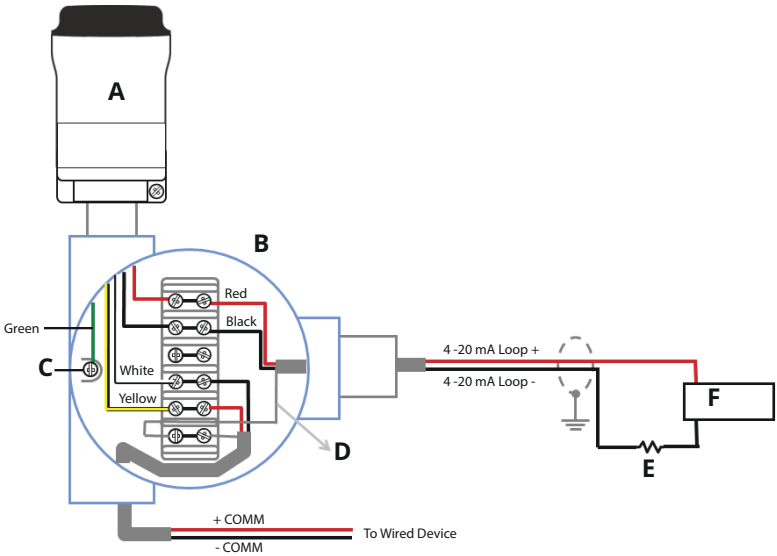 A
B
Red
Black
Green
C
White
Yellow
D
4 -20 mA Loop +
4 -20 mA Loop -
F
E
+ COMM
To Wired Device
- COMM